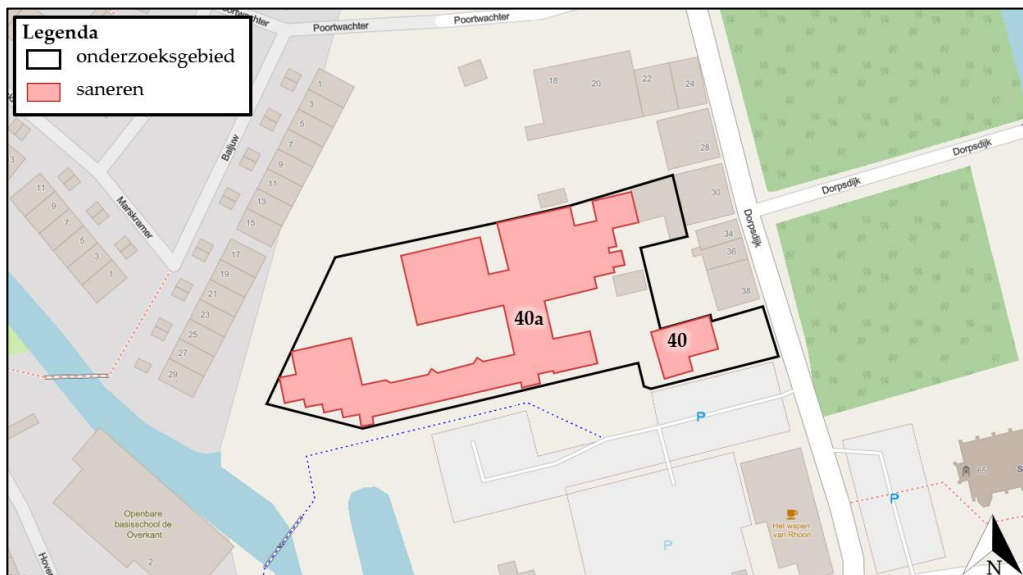 Legenda
onderzoeksgebied
saneren
Poortwachter
Poortwachter
Poortwachter
Baljuw
Marskramer
1
3
5
7
9
11
13
15
17
19
21
23
25
27
29
11
9
7
5
3
1
18
20
22
24
28
30
34
36
38
Dorpsdijk
Dorpsdijk
Dorpsdijk
40a
40
P
P
P
65
S
Het wapen
van Rhoon
Openbare
basisschool de
Overkant
2
N